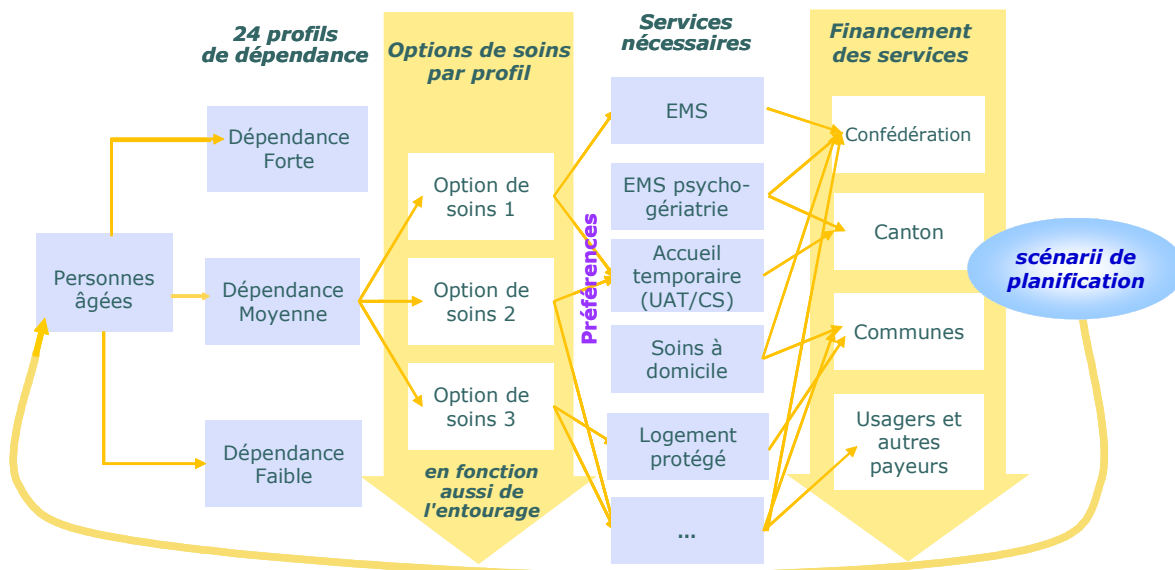 24 profils
de dépendance
Options de soins
par profil
Services
nécessaires
Financement
des services
Personnes
âgées
Dépendance
Forte
Dépendance
Moyenne
Dépendance
Faible
Option de
soins 1
Option de
soins 2
Option de
soins 3
en fonction
aussi de
l'entourage
Préférences
EMS
EMS psycho-
gériatrie
Accueil
temporaire
(UAT/CS)
Soins à
domicile
Logement
protégé
...
Confédération
Canton
Communes
Usagers et
autres
payeurs
scénarii de
planification